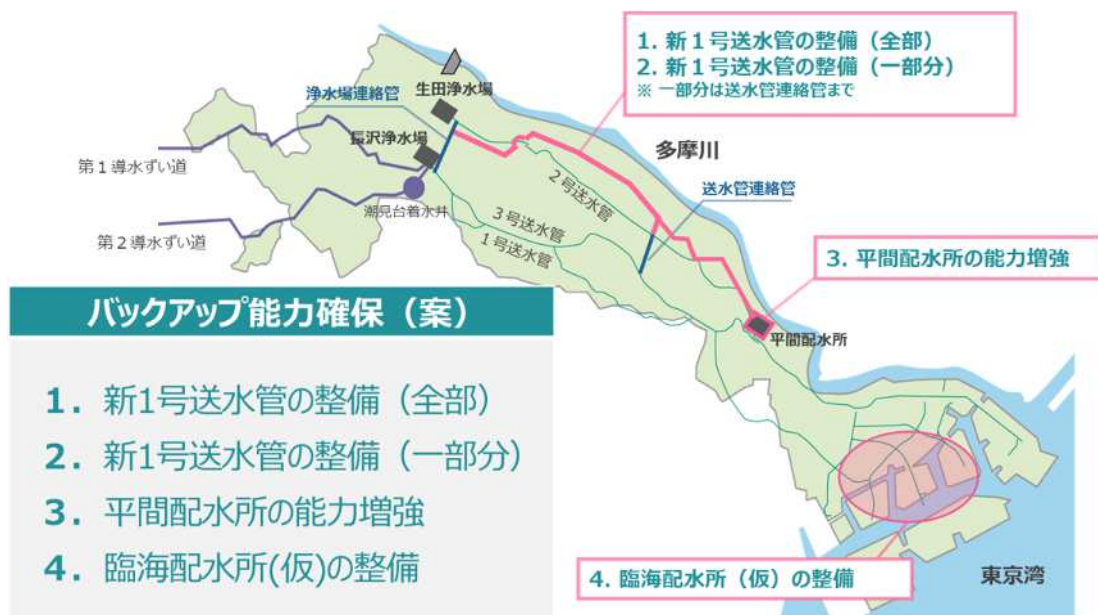 1. 新１号送水管の整備（全部）
2. 新１号送水管の整備（一部分）
※ 一部分は送水管連絡管まで
生田浄水場
浄水場連絡管
長沢浄水場
多摩川
第１導水ずい道
２号送水管
送水管連絡管
潮見台着水井
３号送水管
第２導水ずい道
１号送水管
3. 平間配水所の能力増強
平間配水所
バックアップ能力確保（案）
1. 新1号送水管の整備（全部）
2. 新1号送水管の整備（一部分）
3. 平間配水所の能力増強
4. 臨海配水所(仮)の整備
4. 臨海配水所（仮）の整備
東京湾